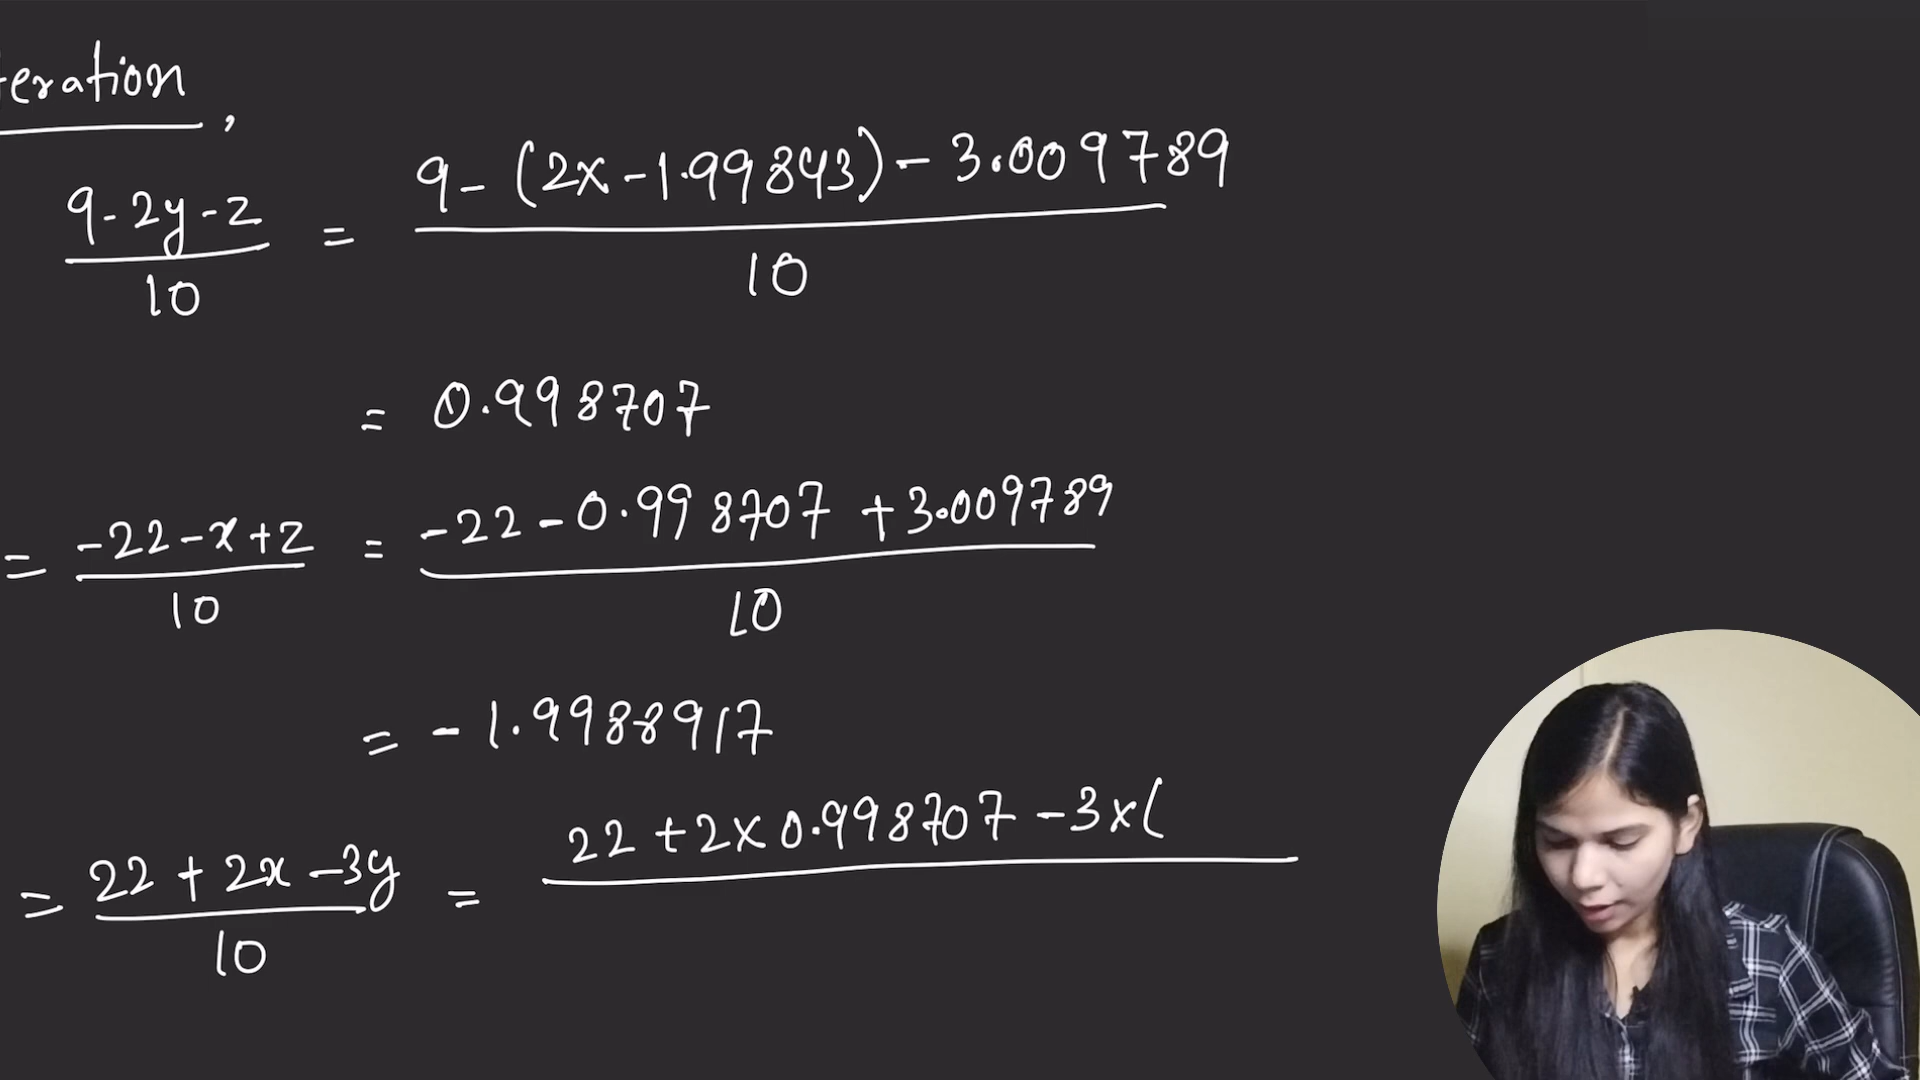 teration,
9-2y-z = 9-(2x-1.99843)-3.009789
10 10
= 0.998707
= -22-x+z = -22-0.998707+3.009789
10 10
= -1.9988917
22+2x0.998707-3x(
= 22+2x-3y =
10